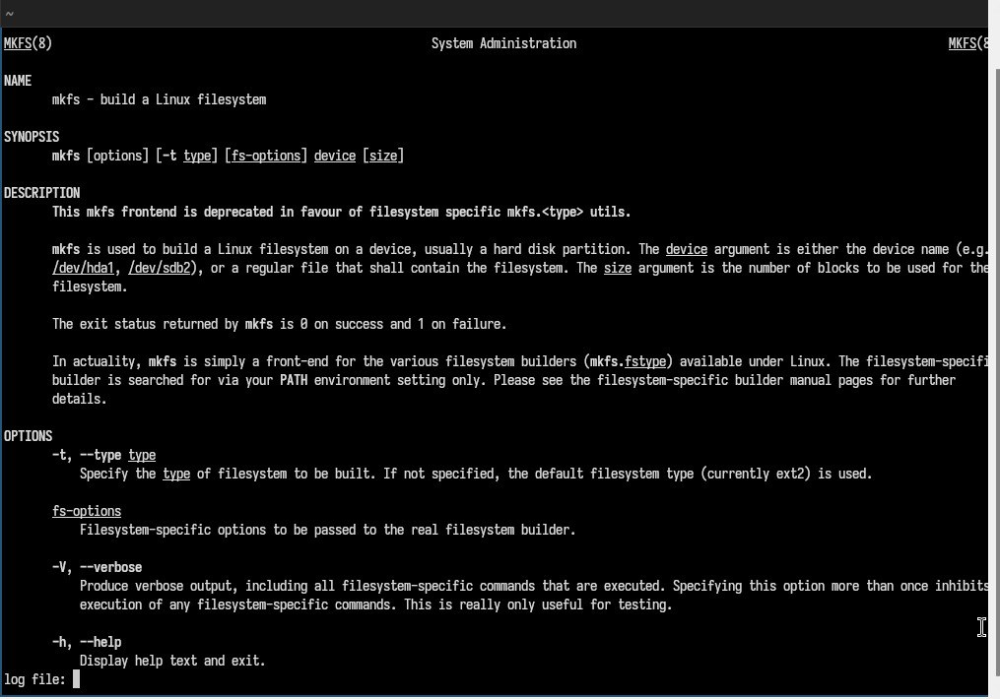 ~
MKFS(8) System Administration MKFS(8
NAME
mkfs - build a Linux filesystem
SYNOPSIS
mkfs [options] [-t type] [fs-options] device [size]
DESCRIPTION
This mkfs frontend is deprecated in favour of filesystem specific mkfs.<type> utils.
mkfs is used to build a Linux filesystem on a device, usually a hard disk partition. The device argument is either the device name (e.g.
/dev/hda1, /dev/sdb2), or a regular file that shall contain the filesystem. The size argument is the number of blocks to be used for the
filesystem.
The exit status returned by mkfs is 0 on success and 1 on failure.
In actuality, mkfs is simply a front-end for the various filesystem builders (mkfs.fstype) available under Linux. The filesystem-specifi
builder is searched for via your PATH environment setting only. Please see the filesystem-specific builder manual pages for further
details.
OPTIONS
-t, --type type
Specify the type of filesystem to be built. If not specified, the default filesystem type (currently ext2) is used.
fs-options
Filesystem-specific options to be passed to the real filesystem builder.
-V, --verbose
Produce verbose output, including all filesystem-specific commands that are executed. Specifying this option more than once inhibits
execution of any filesystem-specific commands. This is really only useful for testing.
-h, --help
Display help text and exit.
log file: